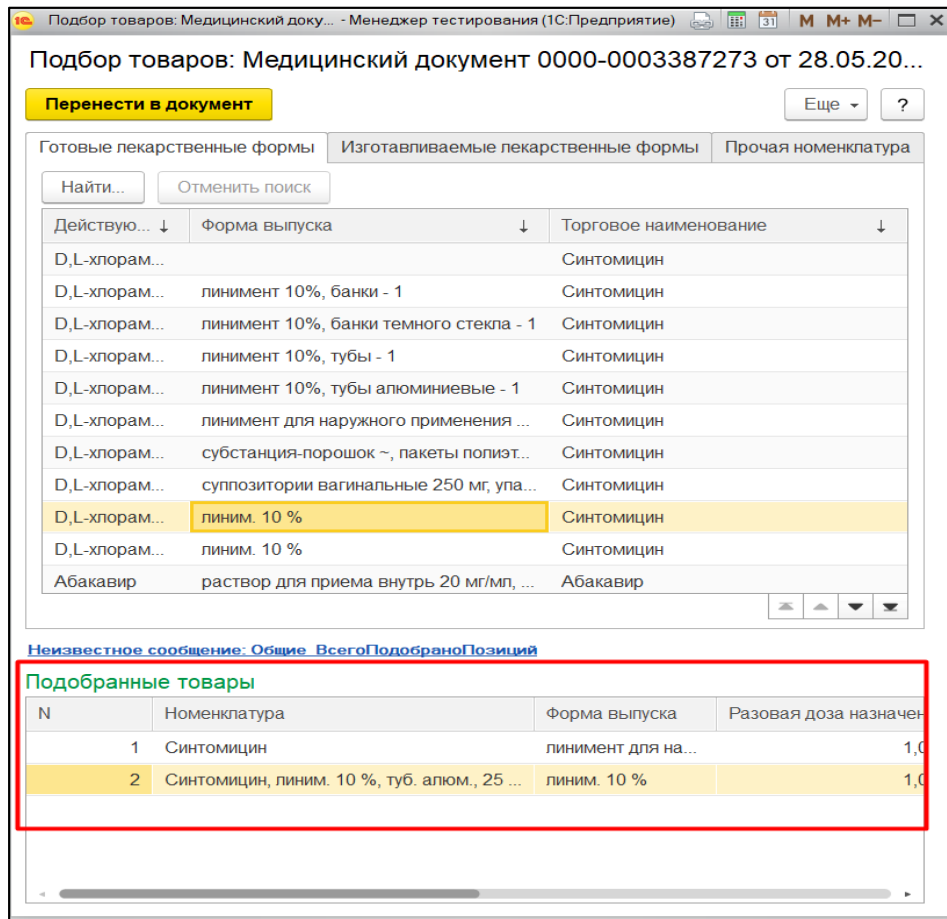 Подбор товаров: Медицинский доку... - Менеджер тестирования (1С:Предприятие) 31 M M+ M−
Подбор товаров: Медицинский документ 0000-0003387273 от 28.05.20...
Перенести в документ Еще ?
Готовые лекарственные формы Изготавливаемые лекарственные формы Прочая номенклатура
Найти... Отменить поиск
Действую... ↓ Форма выпуска ↓ Торговое наименование ↓
D,L-хлорам... Синтомицин
D,L-хлорам... линимент 10%, банки - 1 Синтомицин
D,L-хлорам... линимент 10%, банки темного стекла - 1 Синтомицин
D,L-хлорам... линимент 10%, тубы - 1 Синтомицин
D,L-хлорам... линимент 10%, тубы алюминиевые - 1 Синтомицин
D,L-хлорам... линимент для наружного применения ... Синтомицин
D,L-хлорам... субстанция-порошок ~, пакеты полиэт... Синтомицин
D,L-хлорам... суппозитории вагинальные 250 мг, упа... Синтомицин
D,L-хлорам... линим. 10 % Синтомицин
D,L-хлорам... линим. 10 % Синтомицин
Абакавир раствор для приема внутрь 20 мг/мл, ... Абакавир
Неизвестное сообщение: Общие_ВсегоПодобраноПозиций
Подобранные товары
N Номенклатура Форма выпуска Разовая доза назначен
1 Синтомицин линимент для на... 1,0
2 Синтомицин, линим. 10 %, туб. алюм., 25 ... линим. 10 % 1,0